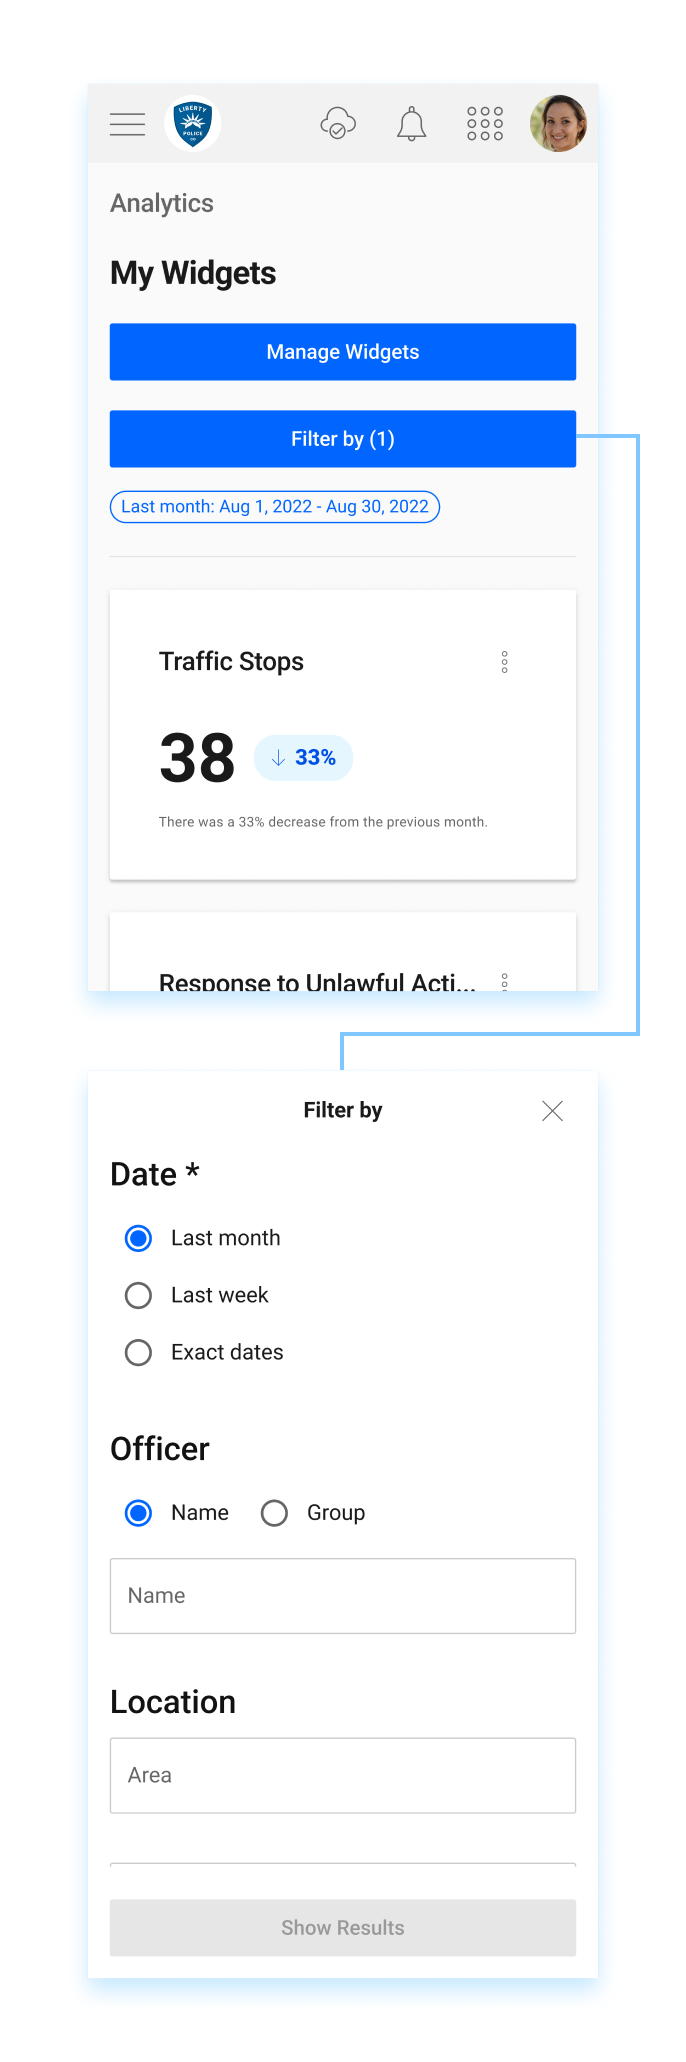 LIBERTY
POLICE
CO
Analytics
My Widgets
Manage Widgets
Filter by (1)
Last month: Aug 1, 2022 - Aug 30, 2022
Traffic Stops
38
33%
There was a 33% decrease from the previous month.
Response to Unlawful Acti...
Filter by
Date *
Last month
Last week
Exact dates
Officer
Name Group
Name
Location
Area
Show Results